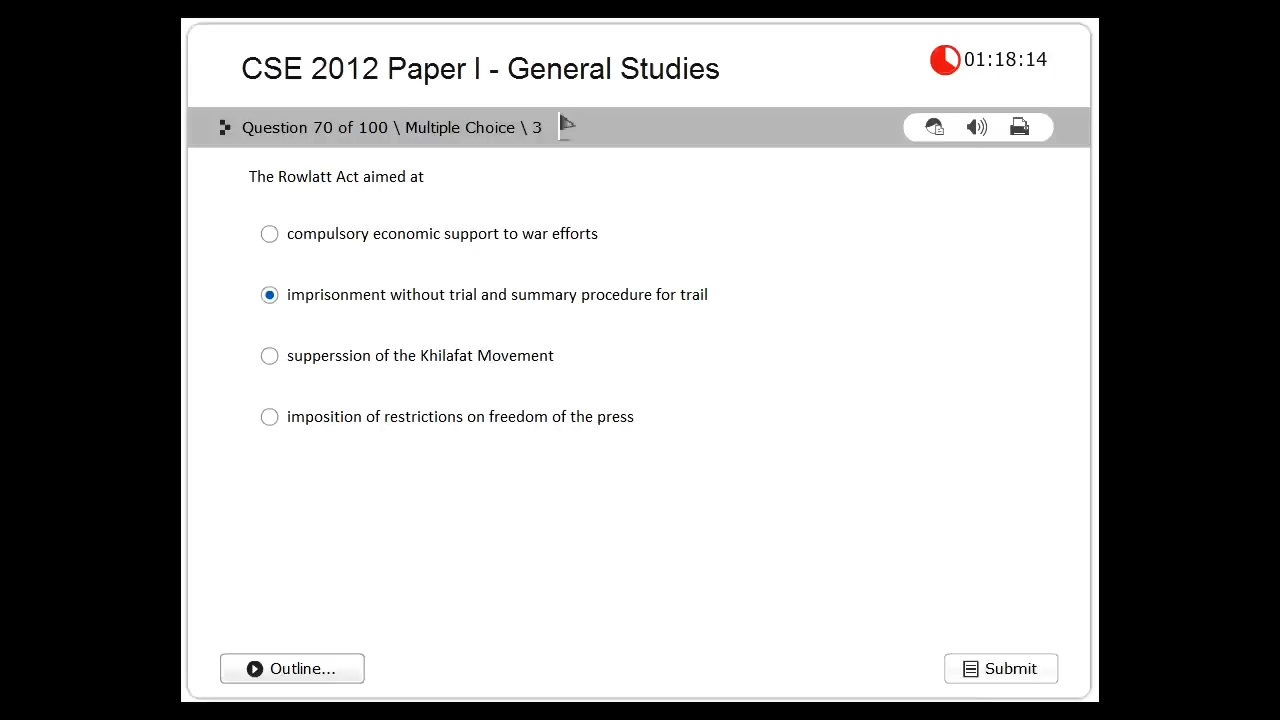 CSE 2012 Paper I - General Studies
01:18:14
Question 70 of 100 \ Multiple Choice \ 3
The Rowlatt Act aimed at
compulsory economic support to war efforts
imprisonment without trial and summary procedure for trail
supperssion of the Khilafat Movement
imposition of restrictions on freedom of the press
Outline...
Submit